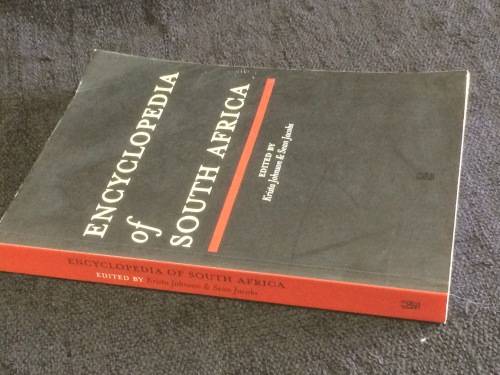 ENCYCLOPEDIA
of
SOUTH AFRICA
EDITED BY
Krista Johnson & Sean Jacobs
ENCYCLOPEDIA OF SOUTH AFRICA
EDITED BY Krista Johnson & Sean Jacobs